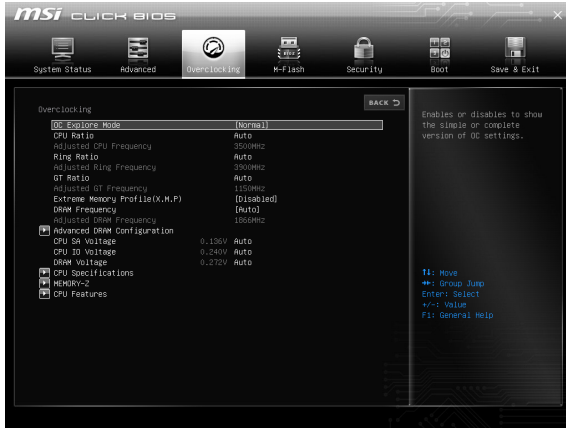 msi CLICK BIOS
System Status
Advanced
Overclocking
M-Flash
BIOS
Security
Boot
Save & Exit
Overclocking
BACK
OC Explore Mode [Normal]
CPU Ratio Auto
Adjusted CPU Frequency 3500MHz
Ring Ratio Auto
Adjusted Ring Frequency 3900MHz
GT Ratio Auto
Adjusted GT Frequency 1150MHz
Extreme Memory Profile(X.M.P) [Disabled]
DRAM Frequency [Auto]
Adjusted DRAM Frequency 1866MHz
Advanced DRAM Configuration
CPU SA Voltage 0.136V Auto
CPU IO Voltage 0.240V Auto
DRAM Voltage 0.272V Auto
CPU Specifications
MEMORY-Z
CPU Features
Enables or disables to show
the simple or complete
version of OC settings.
↑↓: Move
→←: Group Jump
Enter: Select
+/-: Value
F1: General Help